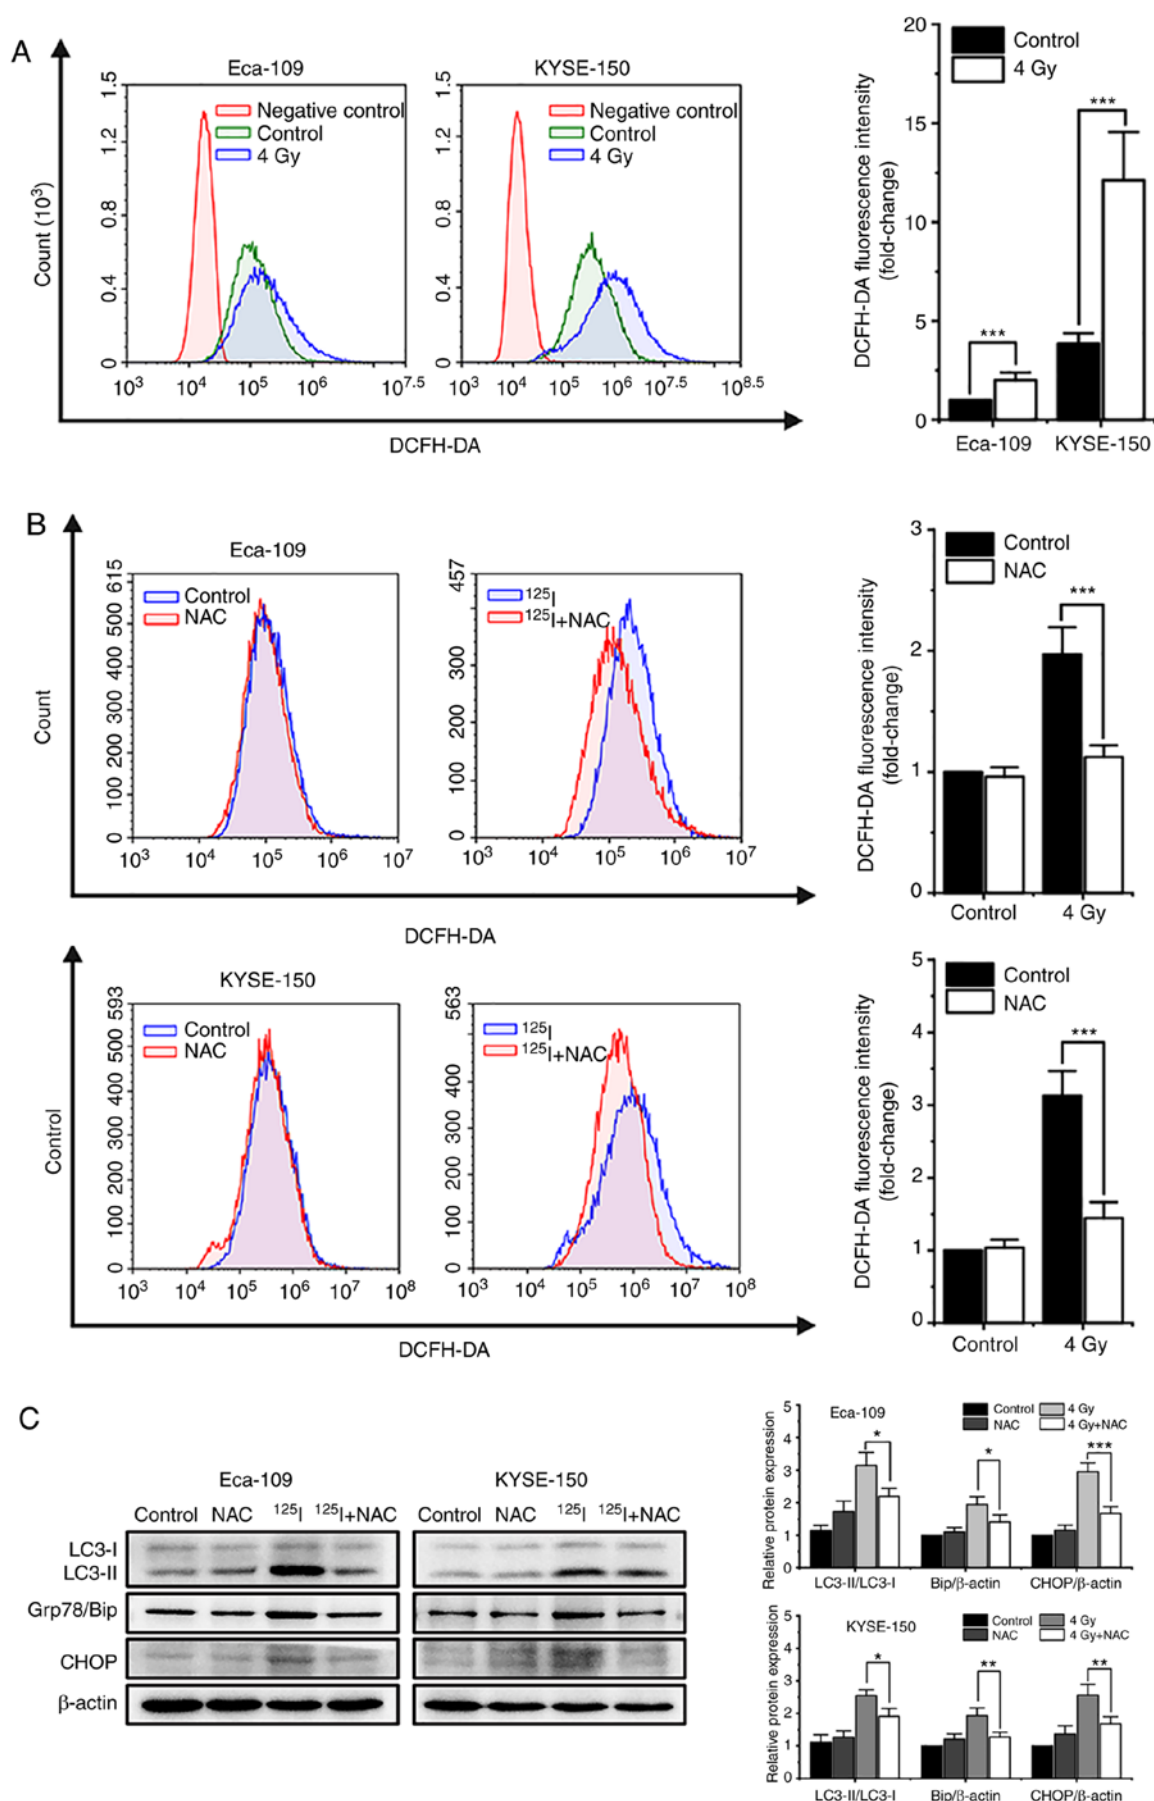 A
Eca-109
KYSE-150
Count (10³)
1.5
1.2
0.8
0.4
0
Negative control
Control
4 Gy
10³ 10⁴ 10⁵ 10⁶ 10⁷·⁵
1.5
1.2
0.8
0.4
0
Negative control
Control
4 Gy
10³ 10⁴ 10⁵ 10⁶ 10⁷·⁵ 10⁸·⁵
DCFH-DA
DCFH-DA fluorescence intensity
(fold-change)
20
15
10
5
0
Control
4 Gy
***
***
Eca-109 KYSE-150
B
Eca-109
Count
615
500
400
300
200
100
0
Control
NAC
10³ 10⁴ 10⁵ 10⁶ 10⁷
457
300
200
100
0
¹²⁵I
¹²⁵I+NAC
10³ 10⁴ 10⁵ 10⁶ 10⁷
DCFH-DA
DCFH-DA fluorescence intensity
(fold-change)
3
2
1
0
Control
NAC
***
Control 4 Gy
KYSE-150
Control
593
500
400
300
200
100
0
Control
NAC
10³ 10⁴ 10⁵ 10⁶ 10⁷ 10⁸
563
400
300
200
100
0
¹²⁵I
¹²⁵I+NAC
10³ 10⁴ 10⁵ 10⁶ 10⁷ 10⁸
DCFH-DA
DCFH-DA fluorescence intensity
(fold-change)
5
4
3
2
1
0
Control
NAC
***
Control 4 Gy
C
Eca-109
KYSE-150
Control NAC ¹²⁵I ¹²⁵I+NAC
Control NAC ¹²⁵I ¹²⁵I+NAC
LC3-I
LC3-II
Grp78/Bip
CHOP
β-actin
Relative protein expression
5
4
3
2
1
0
Eca-109
Control 4 Gy
NAC 4 Gy+NAC
*
*
***
LC3-II/LC3-I Bip/β-actin CHOP/β-actin
Relative protein expression
5
4
3
2
1
0
KYSE-150
Control 4 Gy
NAC 4 Gy+NAC
*
**
**
LC3-II/LC3-I Bip/β-actin CHOP/β-actin